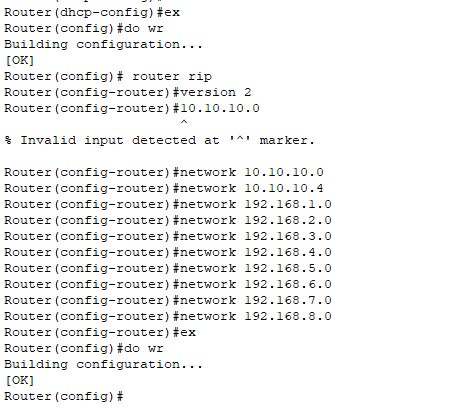 Router(dhcp-config)#ex
Router(config)#do wr
Building configuration...
[OK]
Router(config)# router rip
Router(config-router)#version 2
Router(config-router)#10.10.10.0
^
% Invalid input detected at '^' marker.
Router(config-router)#network 10.10.10.0
Router(config-router)#network 10.10.10.4
Router(config-router)#network 192.168.1.0
Router(config-router)#network 192.168.2.0
Router(config-router)#network 192.168.3.0
Router(config-router)#network 192.168.4.0
Router(config-router)#network 192.168.5.0
Router(config-router)#network 192.168.6.0
Router(config-router)#network 192.168.7.0
Router(config-router)#network 192.168.8.0
Router(config-router)#ex
Router(config)#do wr
Building configuration...
[OK]
Router(config)#